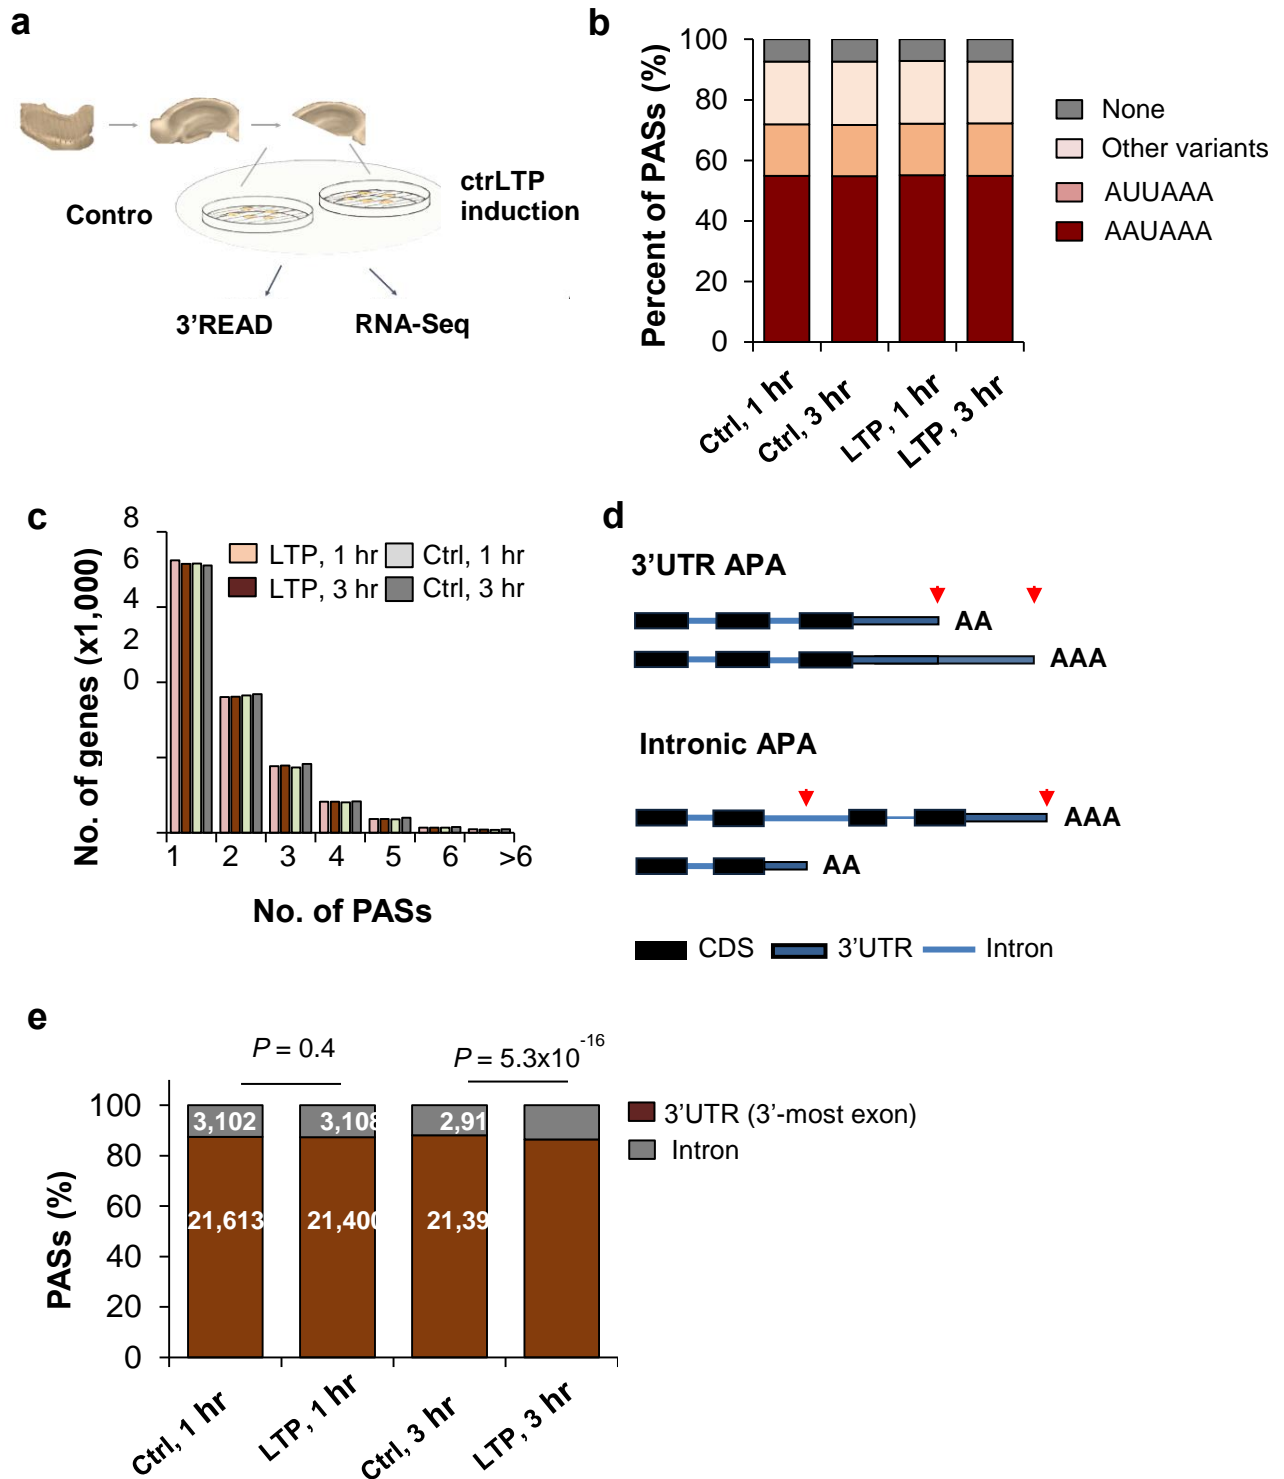 a
Contro
ctrLTP
induction
3’READ
RNA-Seq
b
Percent of PASs (%)
100
80
60
40
20
0
Ctrl, 1 hr
Ctrl, 3 hr
LTP, 1 hr
LTP, 3 hr
None
Other variants
AUUAAA
AAUAAA
c
No. of genes (x1,000)
8
6
4
2
0
LTP, 1 hr
Ctrl, 1 hr
LTP, 3 hr
Ctrl, 3 hr
1 2 3 4 5 6 >6
No. of PASs
d
3’UTR APA
AA
AAA
Intronic APA
AAA
AA
CDS
3’UTR
Intron
e
P = 0.4
P = 5.3x10-16
PASs (%)
100
80
60
40
20
0
3,102
3,108
2,91
21,613
21,400
21,39
Ctrl, 1 hr
LTP, 1 hr
Ctrl, 3 hr
LTP, 3 hr
3’UTR (3’-most exon)
Intron